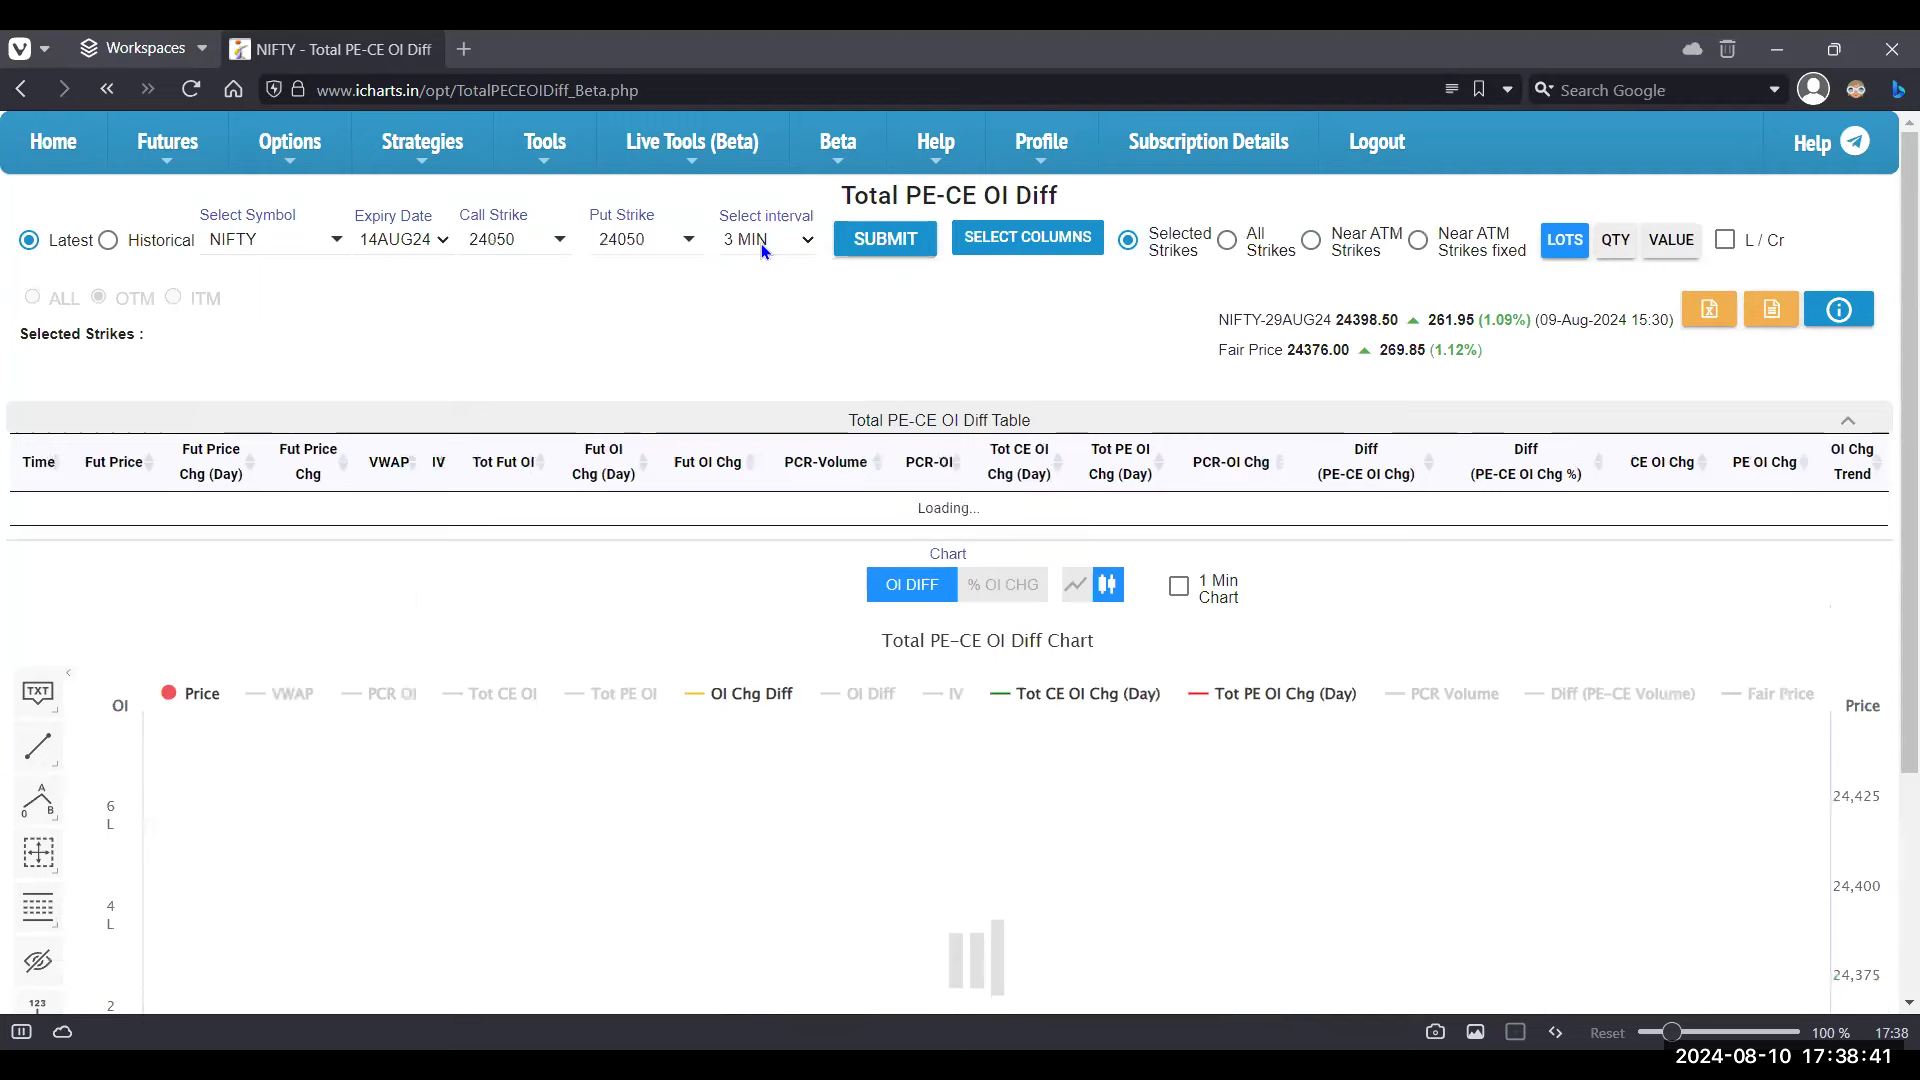 Workspaces
NIFTY - Total PE-CE OI Diff
www.icharts.in/opt/TotalPECEOIDiff_Beta.php
Search Google
Home Futures Options Strategies Tools Live Tools (Beta) Beta Help Profile Subscription Details Logout Help
Total PE-CE OI Diff
Select Symbol Expiry Date Call Strike Put Strike Select interval
Latest Historical NIFTY 14AUG24 24050 24050 3 MIN SUBMIT SELECT COLUMNS Selected Strikes All Strikes Near ATM Strikes Near ATM Strikes fixed LOTS QTY VALUE L / Cr
ALL OTM ITM
NIFTY-29AUG24 24398.50 ▲ 261.95 (1.09%) (09-Aug-2024 15:30)
Selected Strikes :
Fair Price 24376.00 ▲ 269.85 (1.12%)
Total PE-CE OI Diff Table
Time Fut Price Fut Price Chg (Day) Fut Price Chg VWAP IV Tot Fut OI Fut OI Chg (Day) Fut OI Chg PCR-Volume PCR-OI Tot CE OI Chg (Day) Tot PE OI Chg (Day) PCR-OI Chg Diff (PE-CE OI Chg) Diff (PE-CE OI Chg %) CE OI Chg PE OI Chg OI Chg Trend
Loading...
Chart
OI DIFF % OI CHG 1 Min Chart
Total PE-CE OI Diff Chart
TXT
Price VWAP PCR OI Tot CE OI Tot PE OI OI Chg Diff OI Diff IV Tot CE OI Chg (Day) Tot PE OI Chg (Day) PCR Volume Diff (PE-CE Volume) Fair Price
OI Price
A
0 B
6 L
24,425
24,400
4 L
24,375
123
2
Reset 100 % 17:38
2024-08-10 17:38:41